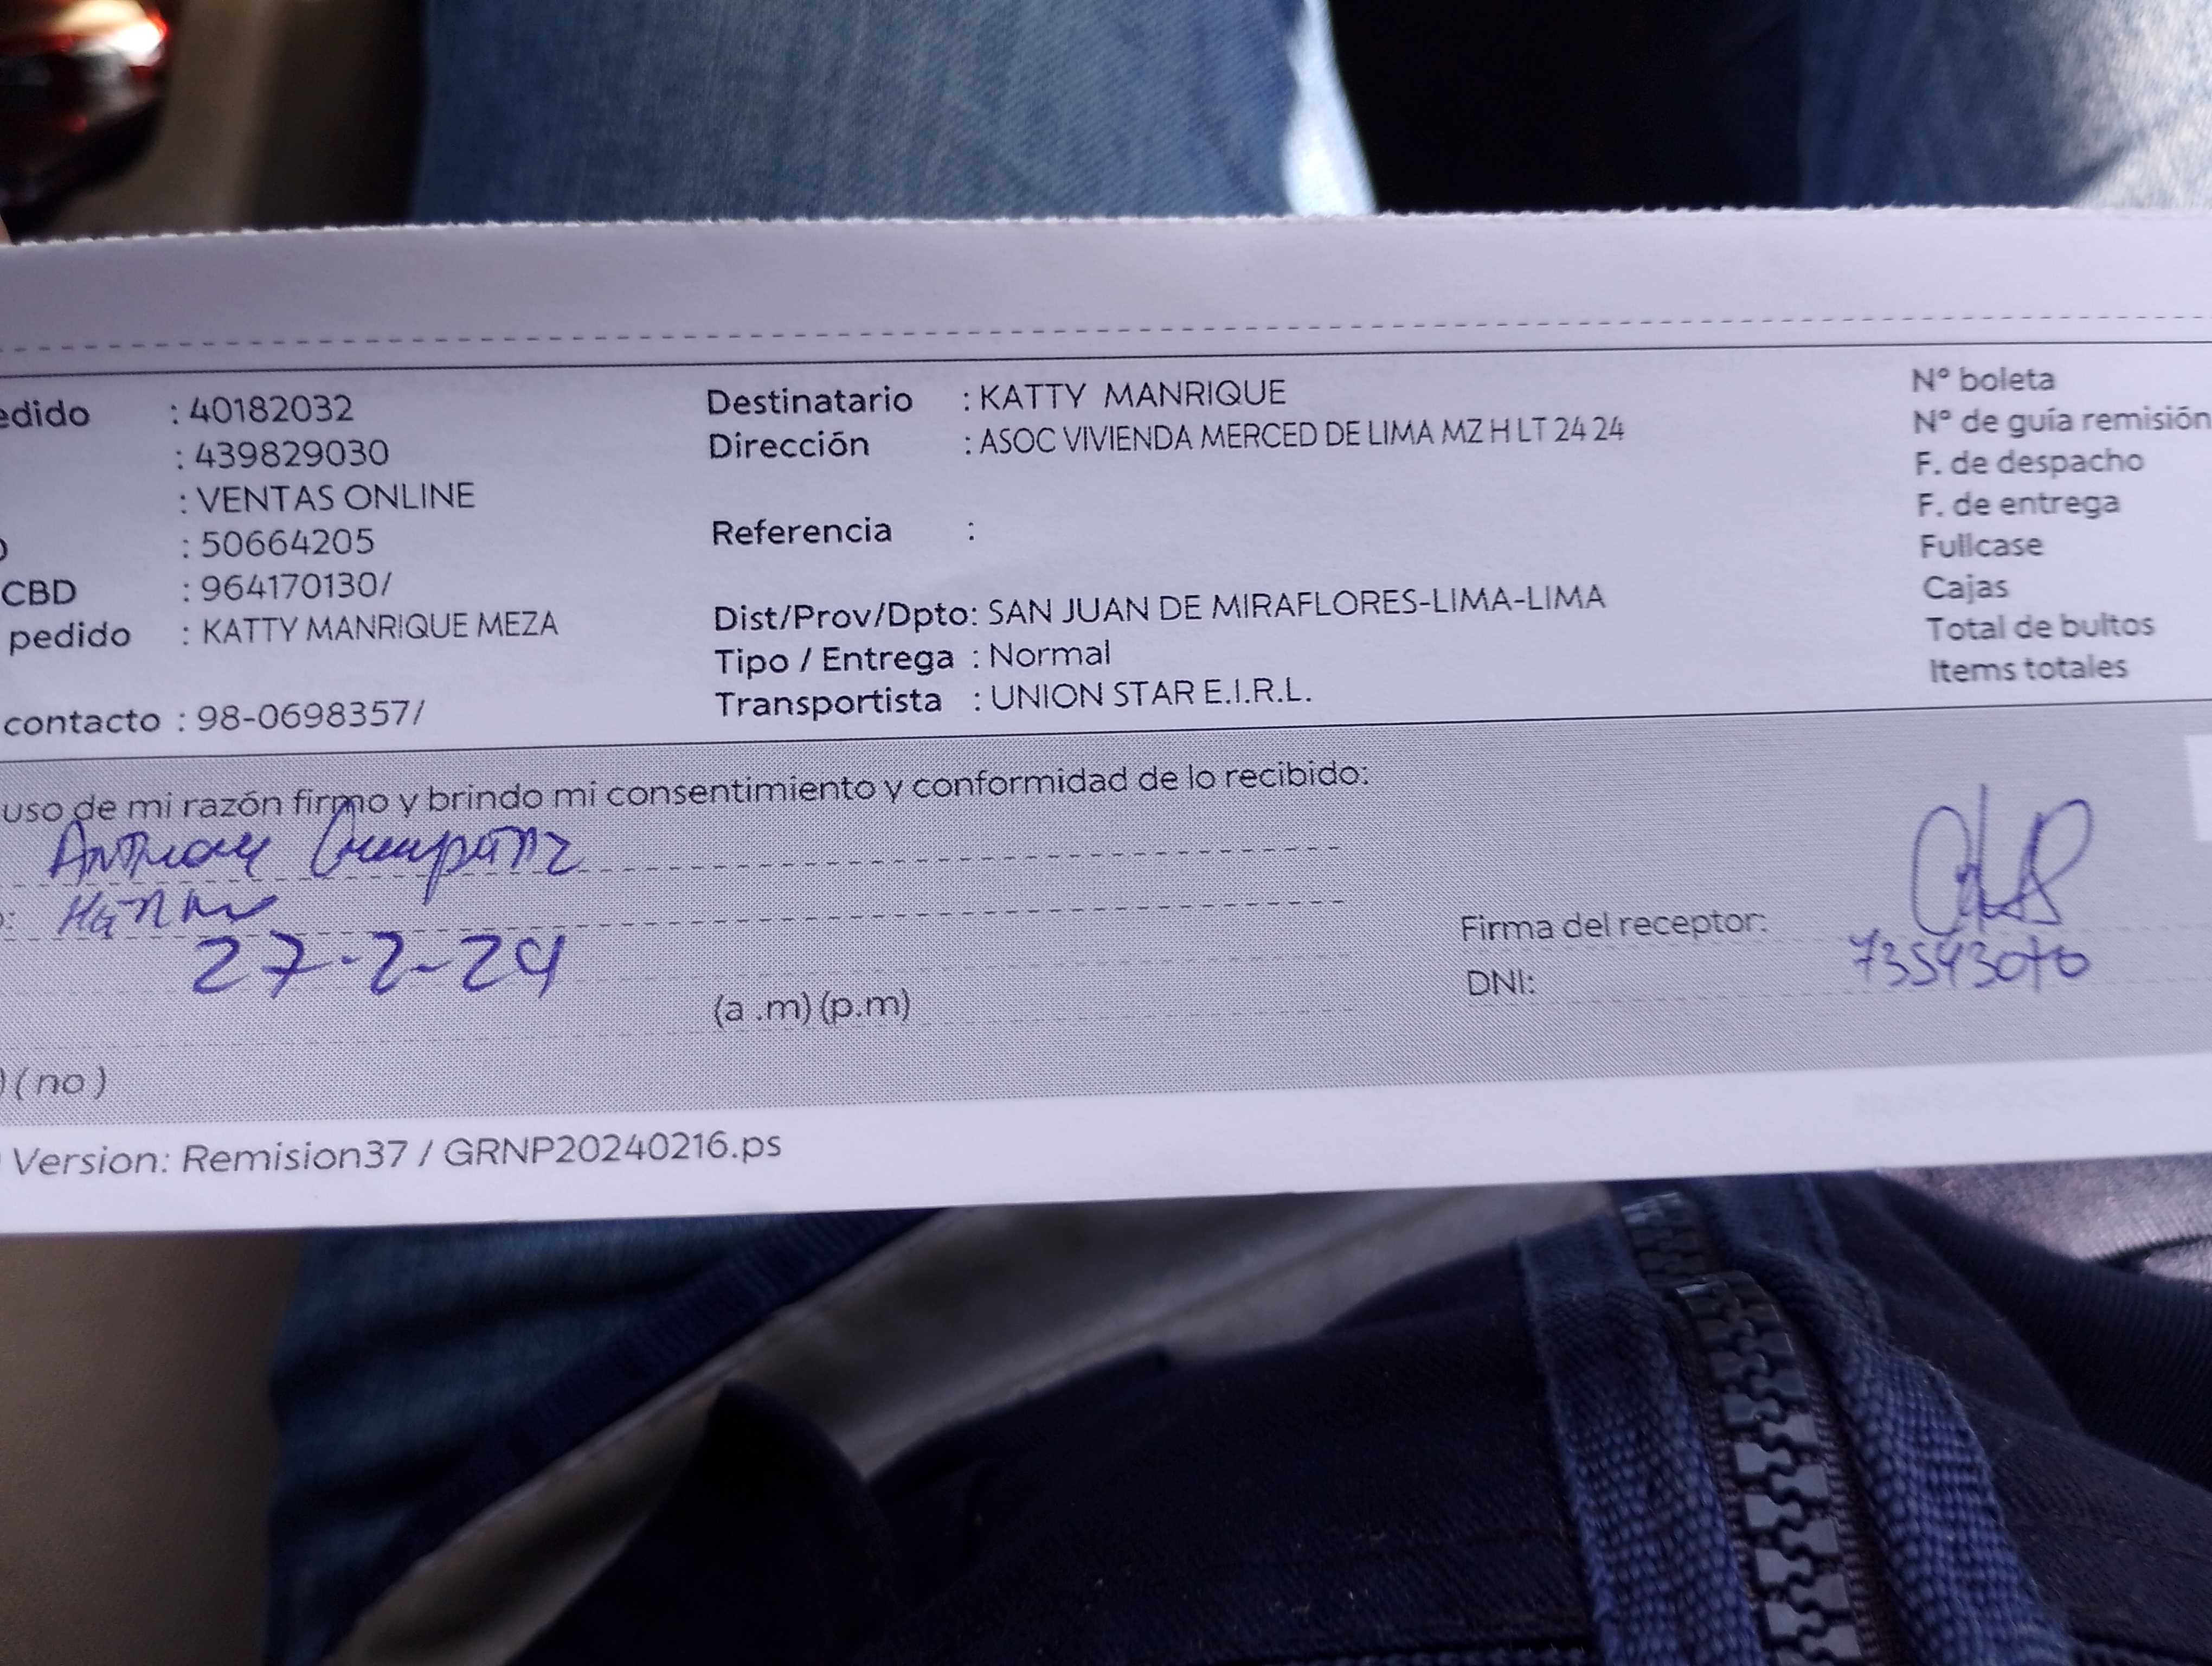 edido : 40182032
: 439829030
: VENTAS ONLINE
: 50664205
CBD : 964170130/
pedido : KATTY MANRIQUE MEZA
contacto : 98-0698357/
Destinatario : KATTY MANRIQUE
Dirección : ASOC VIVIENDA MERCED DE LIMA MZ H LT 24 24
Referencia :
Dist/Prov/Dpto: SAN JUAN DE MIRAFLORES-LIMA-LIMA
Tipo / Entrega : Normal
Transportista : UNION STAR E.I.R.L.
N° boleta
N° de guía remisión
F. de despacho
F. de entrega
Fullcase
Cajas
Total de bultos
Items totales
uso de mi razón firmo y brindo mi consentimiento y conformidad de lo recibido:
27-2-24
(a .m) (p.m)
) (no)
Firma del receptor:
DNI: 73543070
Version: Remision37 / GRNP20240216.ps